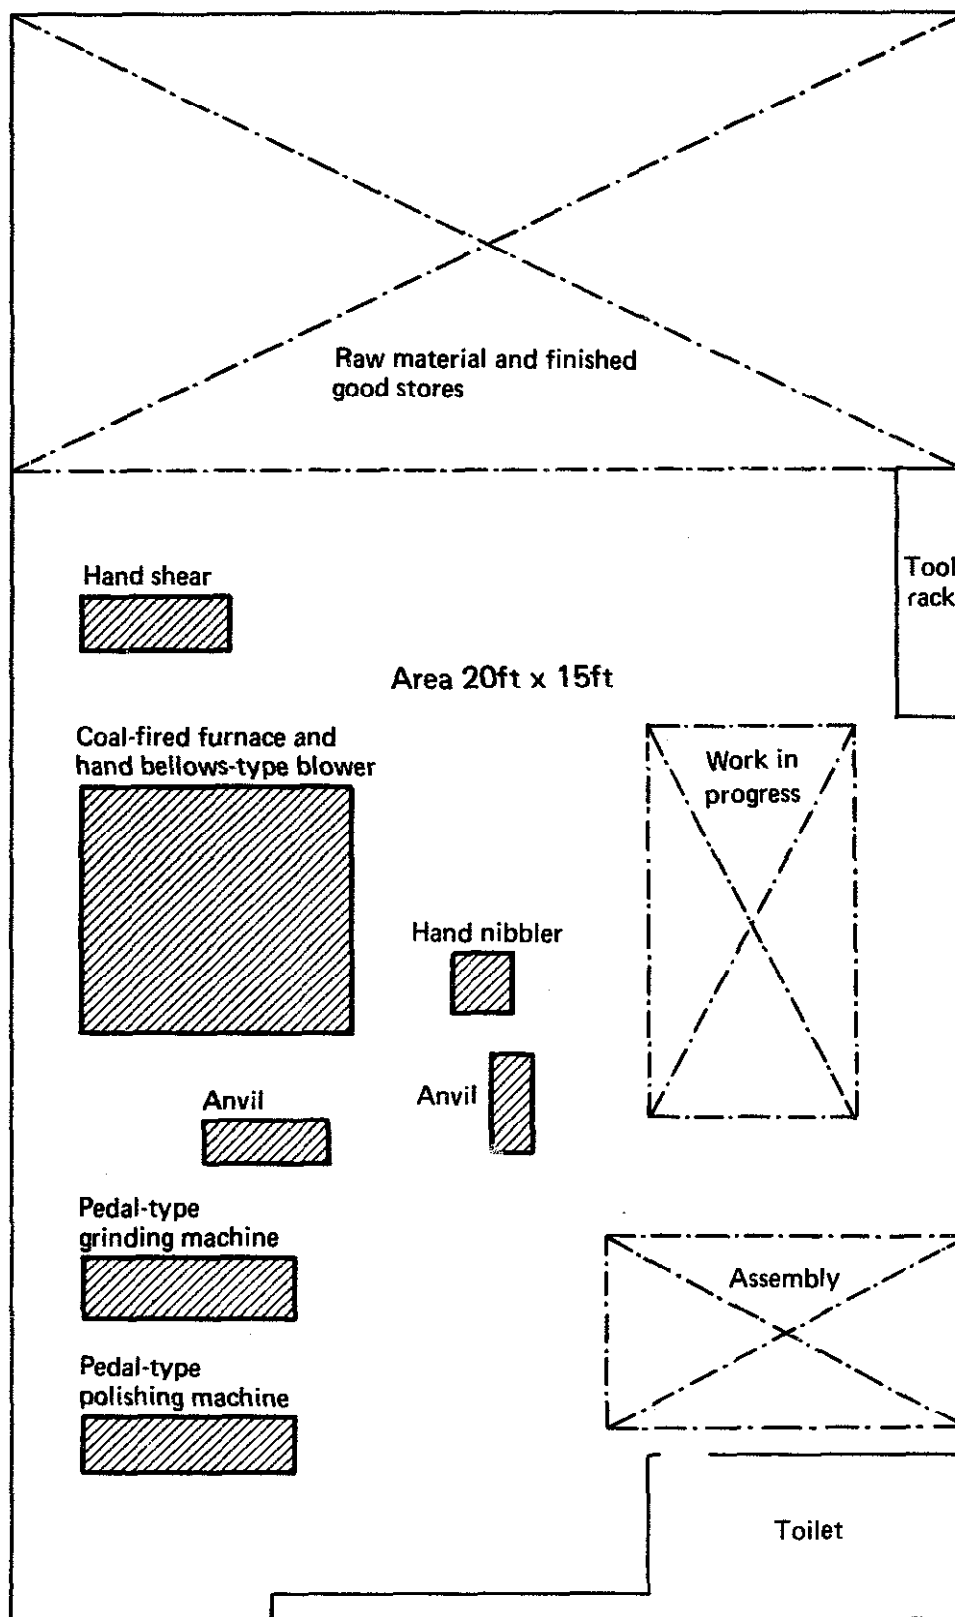 Raw material and finished
good stores
Hand shear
Tool
rack
Area 20ft x 15ft
Coal-fired furnace and
hand bellows-type blower
Work in
progress
Hand nibbler
Anvil
Anvil
Pedal-type
grinding machine
Assembly
Pedal-type
polishing machine
Toilet